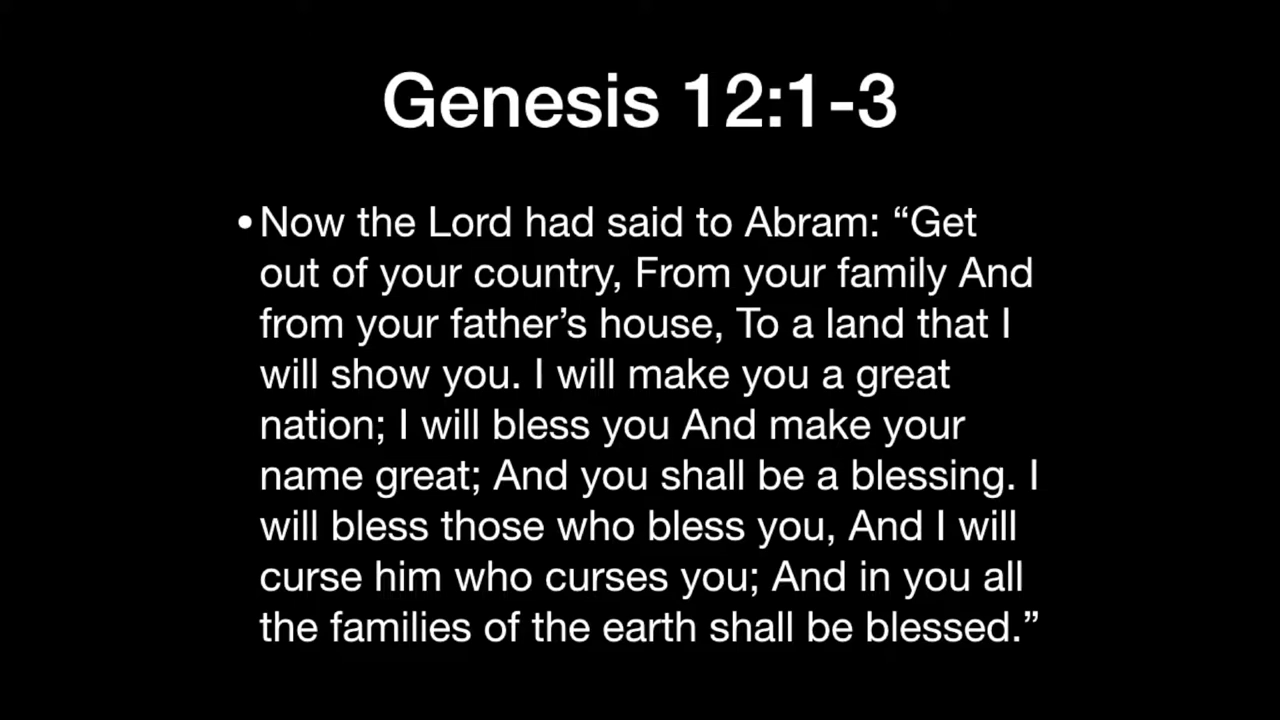 Genesis 12:1-3
•Now the Lord had said to Abram: “Get
out of your country, From your family And
from your father’s house, To a land that I
will show you. I will make you a great
nation; I will bless you And make your
name great; And you shall be a blessing. I
will bless those who bless you, And I will
curse him who curses you; And in you all
the families of the earth shall be blessed.”